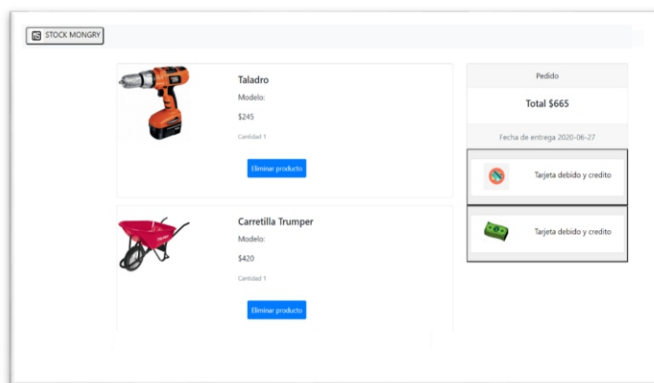 STOCK MONGRY
Taladro
Modelo:
$245
Cantidad 1
Eliminar producto
Carretilla Trumper
Modelo:
$420
Cantidad 1
Eliminar producto
Pedido
Total $665
Fecha de entrega 2020-06-27
Tarjeta debido y credito
Tarjeta debido y credito